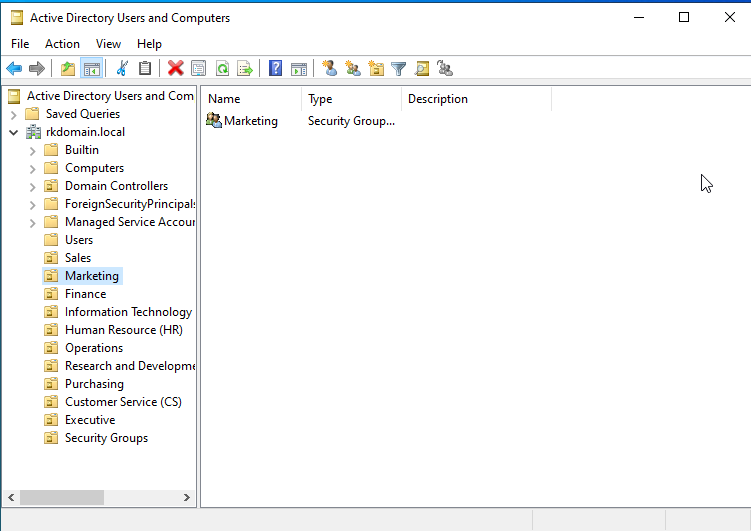 Active Directory Users and Computers
File Action View Help
Active Directory Users and Com
Saved Queries
rkdomain.local
Builtin
Computers
Domain Controllers
ForeignSecurityPrincipals
Managed Service Accour
Users
Sales
Marketing
Finance
Information Technology
Human Resource (HR)
Operations
Research and Developme
Purchasing
Customer Service (CS)
Executive
Security Groups
Name Type Description
Marketing Security Group...